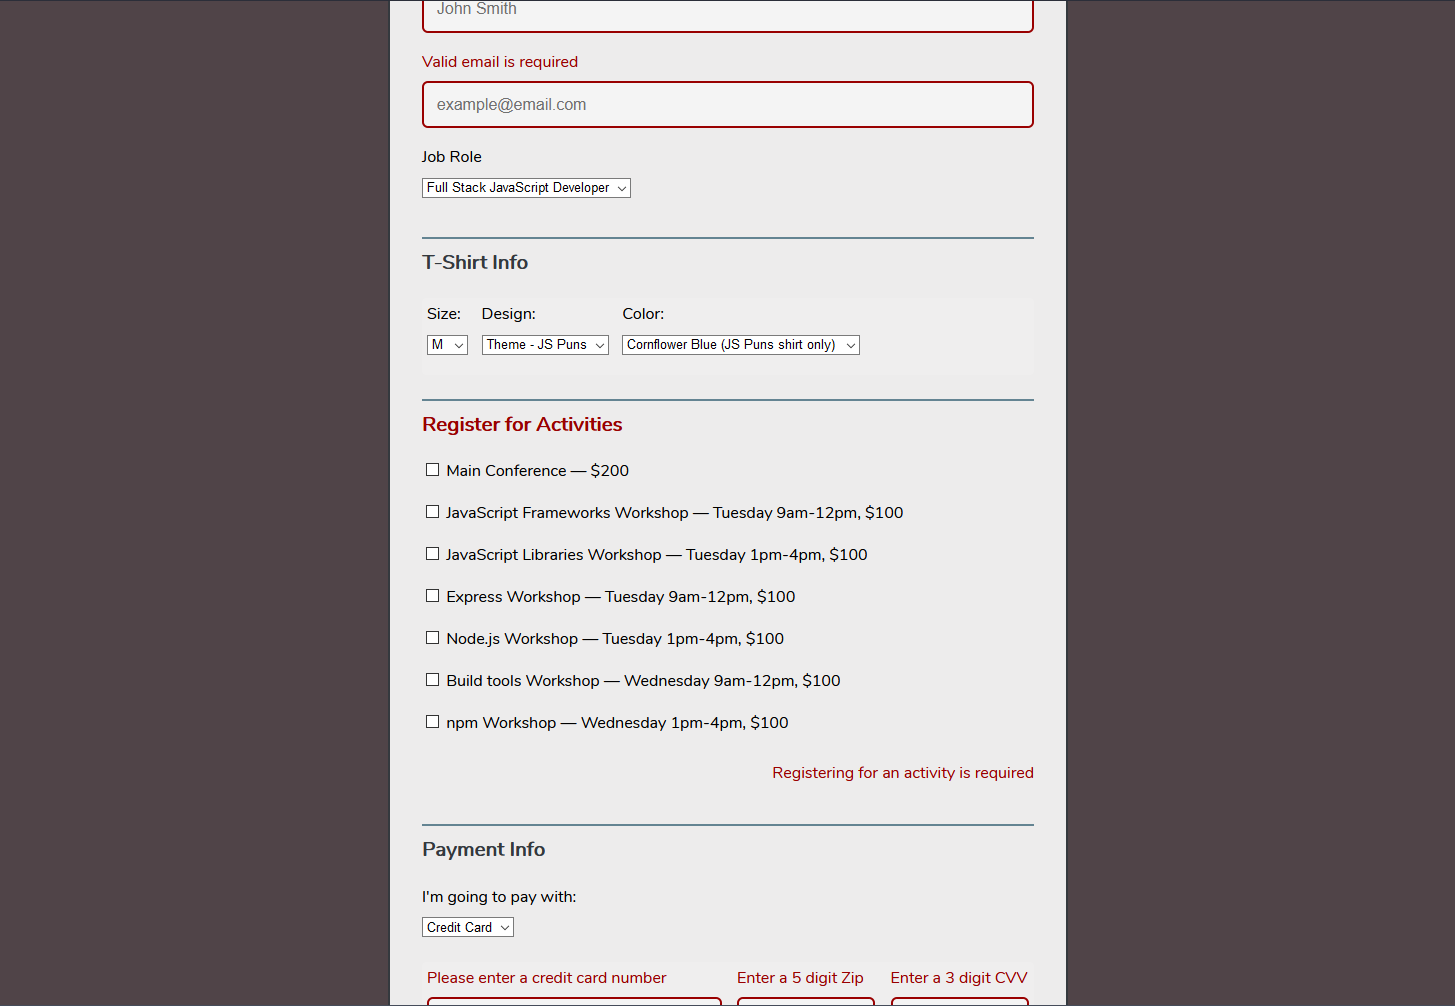 John Smith
Valid email is required
example@email.com
Job Role
Full Stack JavaScript Developer
T-Shirt Info
Size: Design: Color:
M Theme - JS Puns Cornflower Blue (JS Puns shirt only)
Register for Activities
Main Conference — $200
JavaScript Frameworks Workshop — Tuesday 9am-12pm, $100
JavaScript Libraries Workshop — Tuesday 1pm-4pm, $100
Express Workshop — Tuesday 9am-12pm, $100
Node.js Workshop — Tuesday 1pm-4pm, $100
Build tools Workshop — Wednesday 9am-12pm, $100
npm Workshop — Wednesday 1pm-4pm, $100
Registering for an activity is required
Payment Info
I'm going to pay with:
Credit Card
Please enter a credit card number Enter a 5 digit Zip Enter a 3 digit CVV